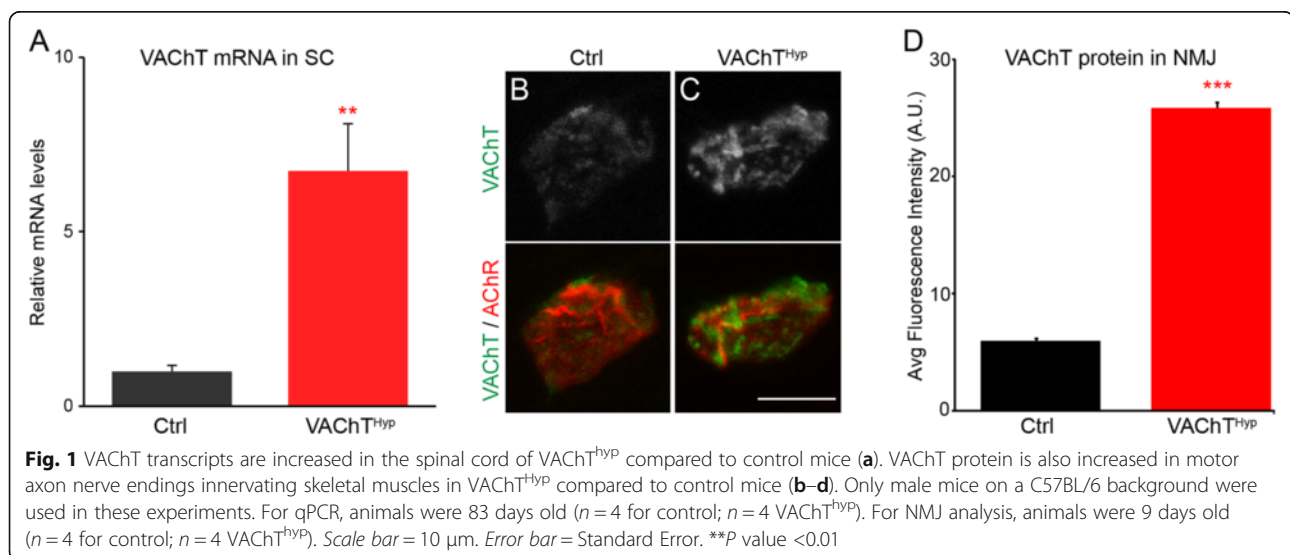 A
VAChT mRNA in SC
10
5
0
Relative mRNA levels
**
Ctrl
VAChTHyp
Ctrl
VAChTHyp
B
C
VAChT
VAChT / AChR
D
VAChT protein in NMJ
30
20
10
0
Avg Fluorescence Intensity (A.U.)
***
Ctrl
VAChTHyp
Fig. 1 VAChT transcripts are increased in the spinal cord of VAChThyp compared to control mice (a). VAChT protein is also increased in motor
axon nerve endings innervating skeletal muscles in VAChTHyp compared to control mice (b–d). Only male mice on a C57BL/6 background were
used in these experiments. For qPCR, animals were 83 days old (n = 4 for control; n = 4 VAChThyp). For NMJ analysis, animals were 9 days old
(n = 4 for control; n = 4 VAChThyp). Scale bar = 10 μm. Error bar = Standard Error. **P value <0.01